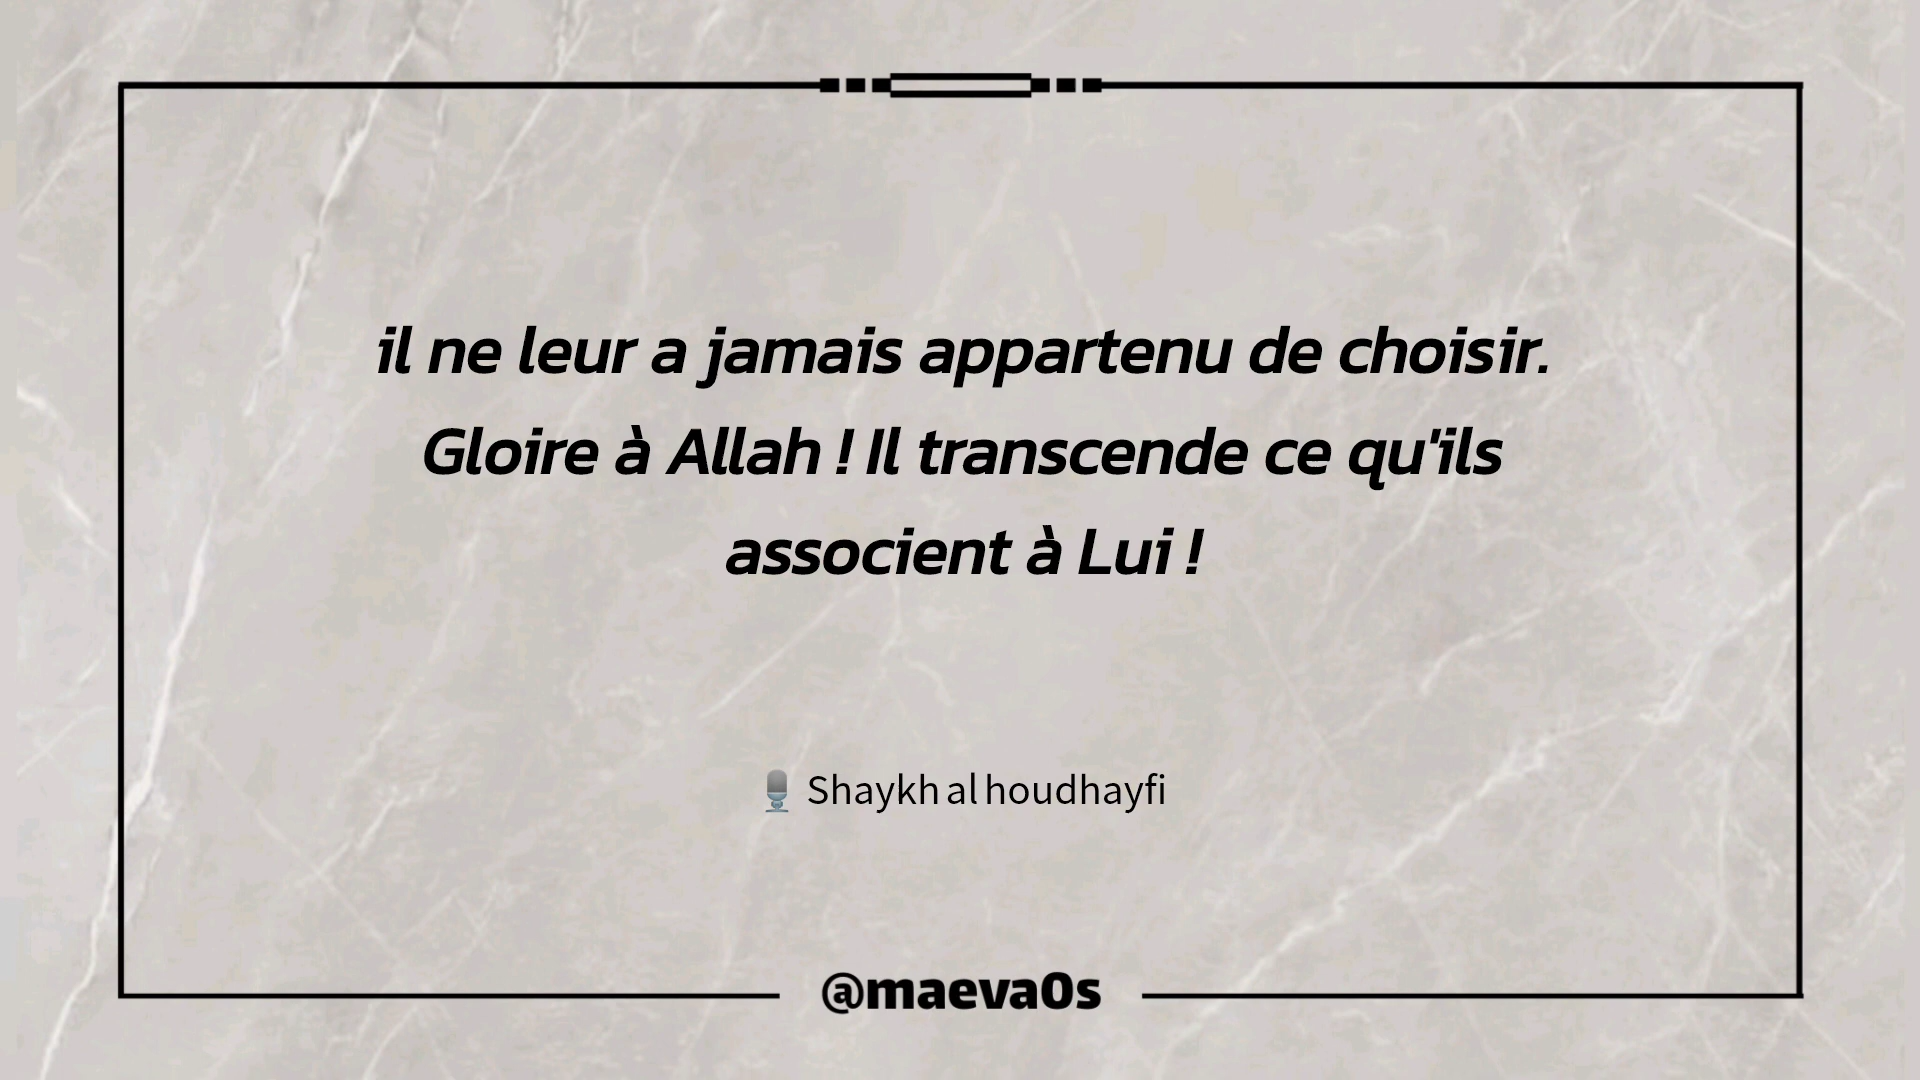 il ne leur a jamais appartenu de choisir.
Gloire à Allah ! Il transcende ce qu'ils
associent à Lui !
🎙️ Shaykh al houdhayfi
@maeva0s